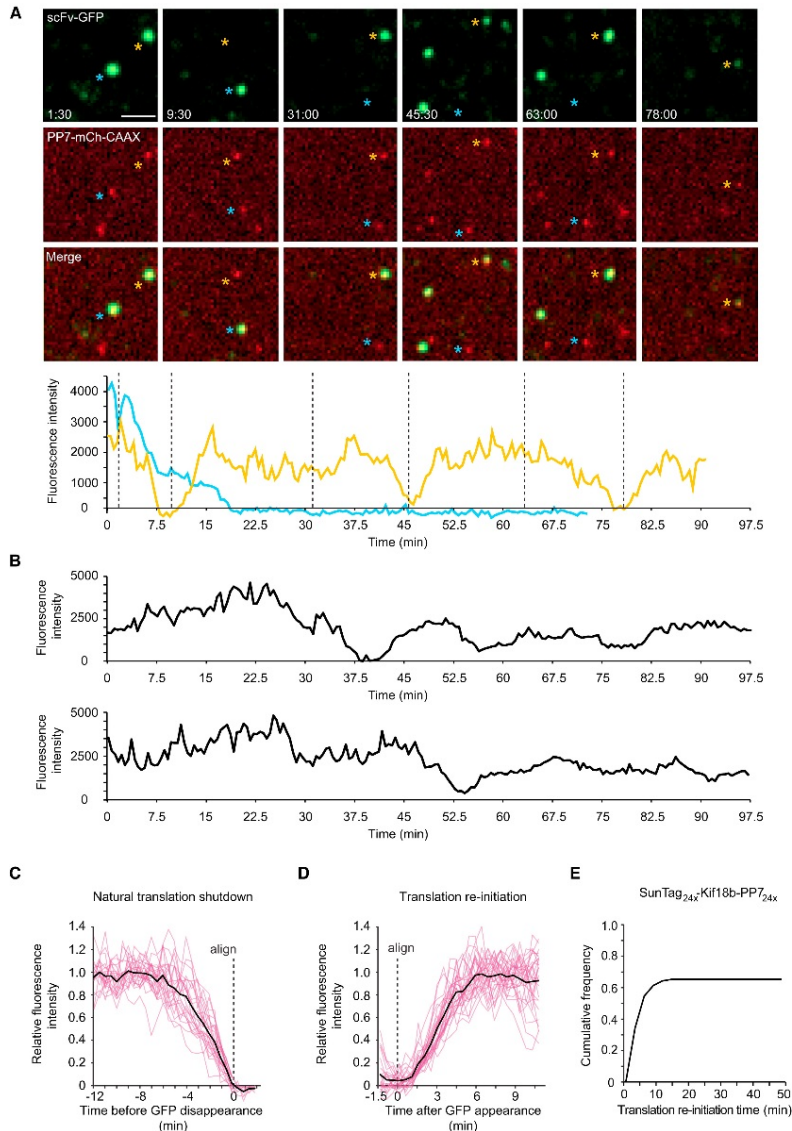 A
scFv-GFP
* * * * * * * * * * *
1:30 9:30 31:00 45:30 63:00 78:00
PP7-mCh-CAAX
* * * * * * * * * * *
Merge
* * * * * * * * * * *
Fluorescence intensity
4000
3000
2000
1000
0
0 7.5 15 22.5 30 37.5 45 52.5 60 67.5 75 82.5 90 97.5
Time (min)
B
Fluorescence
intensity
5000
2500
0
0 7.5 15 22.5 30 37.5 45 52.5 60 67.5 75 82.5 90 97.5
Time (min)
Fluorescence
intensity
5000
2500
0
0 7.5 15 22.5 30 37.5 45 52.5 60 67.5 75 82.5 90 97.5
Time (min)
C
Natural translation shutdown
Relative fluorescence
intensity
1.4
1.2
1.0
0.8
0.6
0.4
0.2
0
align
-12 -8 -4 0
Time before GFP disappearance
(min)
D
Translation re-initiation
Relative fluorescence
intensity
1.4
1.2
1.0
0.8
0.6
0.4
0.2
0
align
-1.5 0 3 6 9
Time after GFP appearance
(min)
E
SunTag24x-Kif18b-PP724x
Cumulative frequency
1.0
0.8
0.6
0.4
0.2
0.0
0 10 20 30 40 50
Translation re-initiation time (min)